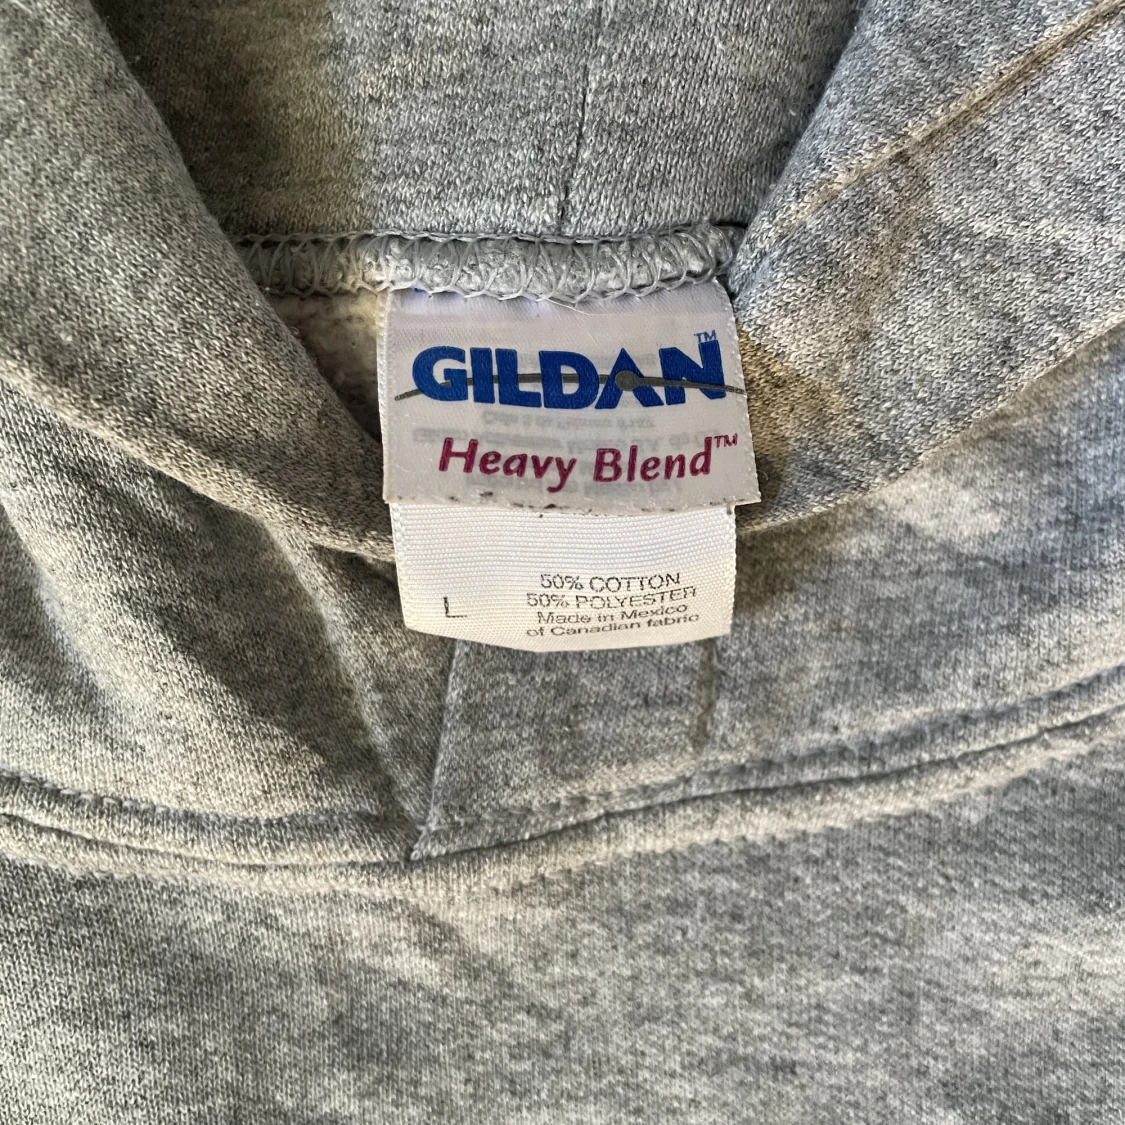 GILDAN™
Heavy Blend™
50% COTTON
50% POLYESTER
L
Made in Mexico
of Canadian fabric